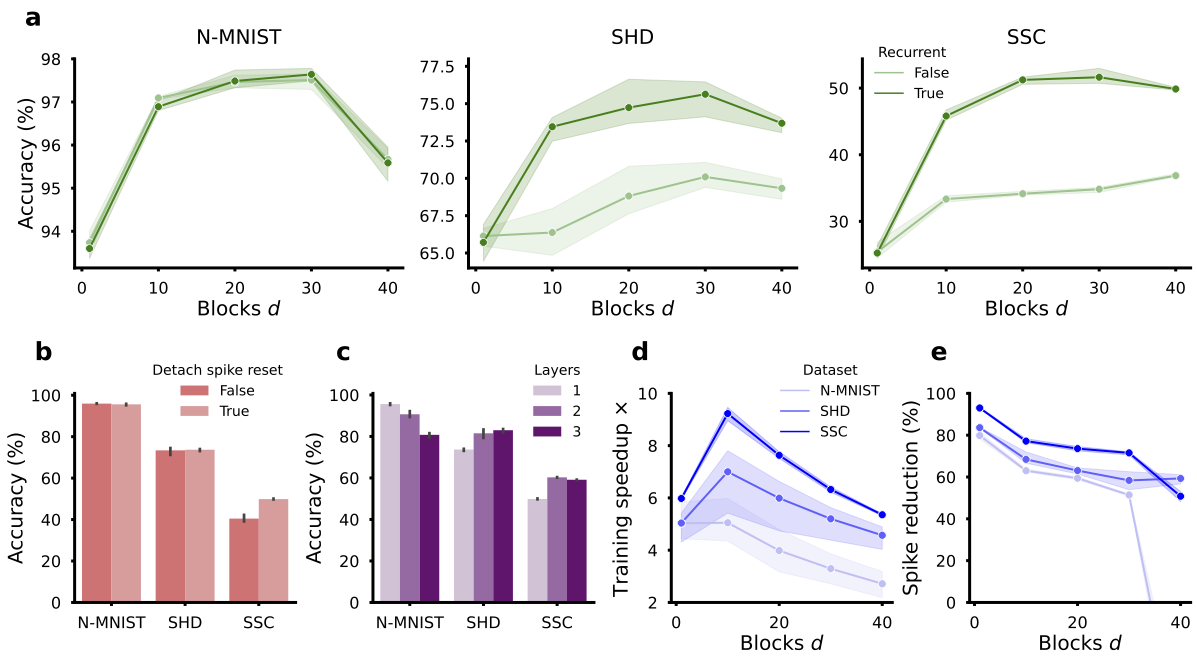 a
N-MNIST
SHD
SSC
Accuracy (%)
98
97
96
95
94
0 10 20 30 40
Blocks d
77.5
75.0
72.5
70.0
67.5
65.0
0 10 20 30 40
Blocks d
Recurrent
False
True
50
40
30
0 10 20 30 40
Blocks d
b
Detach spike reset
False
True
Accuracy (%)
100
80
60
40
20
0
N-MNIST SHD SSC
c
Layers
1
2
3
Accuracy (%)
100
80
60
40
20
0
N-MNIST SHD SSC
d
Dataset
N-MNIST
SHD
SSC
Training speedup ×
10
8
6
4
2
0 20 40
Blocks d
e
Spike reduction (%)
100
80
60
40
20
0
0 20 40
Blocks d